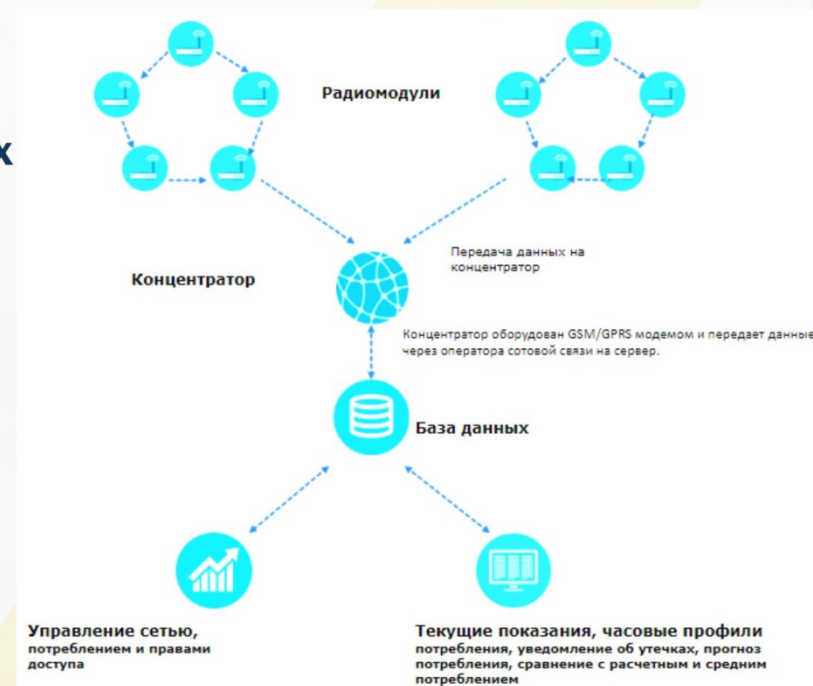 Радиомодули
х
Передача данных на
концентратор
Концентратор
Концентратор оборудован GSM/GPRS модемом и передает данные
через оператора сотовой связи на сервер.
База данных
Управление сетью,
потреблением и правами
доступа
Текущие показания, часовые профили
потребления, уведомление об утечках, прогноз
потребления, сравнение с расчетным и средним
потреблением